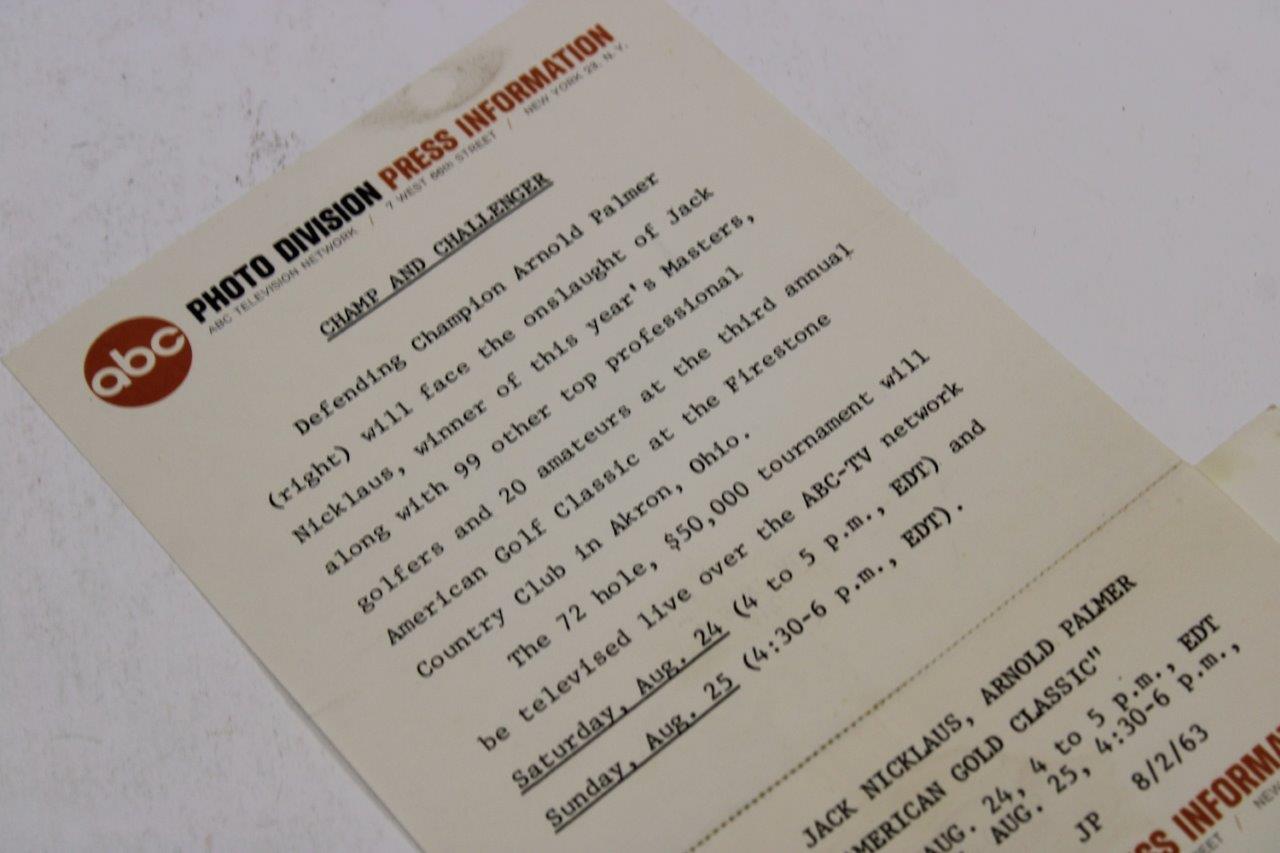 abc
PHOTO DIVISION PRESS INFORMATION
ABC TELEVISION NETWORK / 7 WEST 66th STREET / NEW YORK 23, N.Y.
CHAMP AND CHALLENGER
Defending Champion Arnold Palmer
(right) will face the onslaught of Jack
Nicklaus, winner of this year's Masters,
along with 99 other top professional
golfers and 20 amateurs at the third annual
American Golf Classic at the Firestone
Country Club in Akron, Ohio.
The 72 hole, $50,000 tournament will
be televised live over the ABC-TV network
Saturday, Aug. 24 (4 to 5 p.m., EDT) and
Sunday, Aug. 25 (4:30-6 p.m., EDT).
JACK NICKLAUS, ARNOLD PALMER
AMERICAN GOLD CLASSIC"
AUG. 24, 4 to 5 p.m., EDT
AUG. 25, 4:30-6 p.m.,
JP 8/2/63
SS INFORMA
EET / NEW